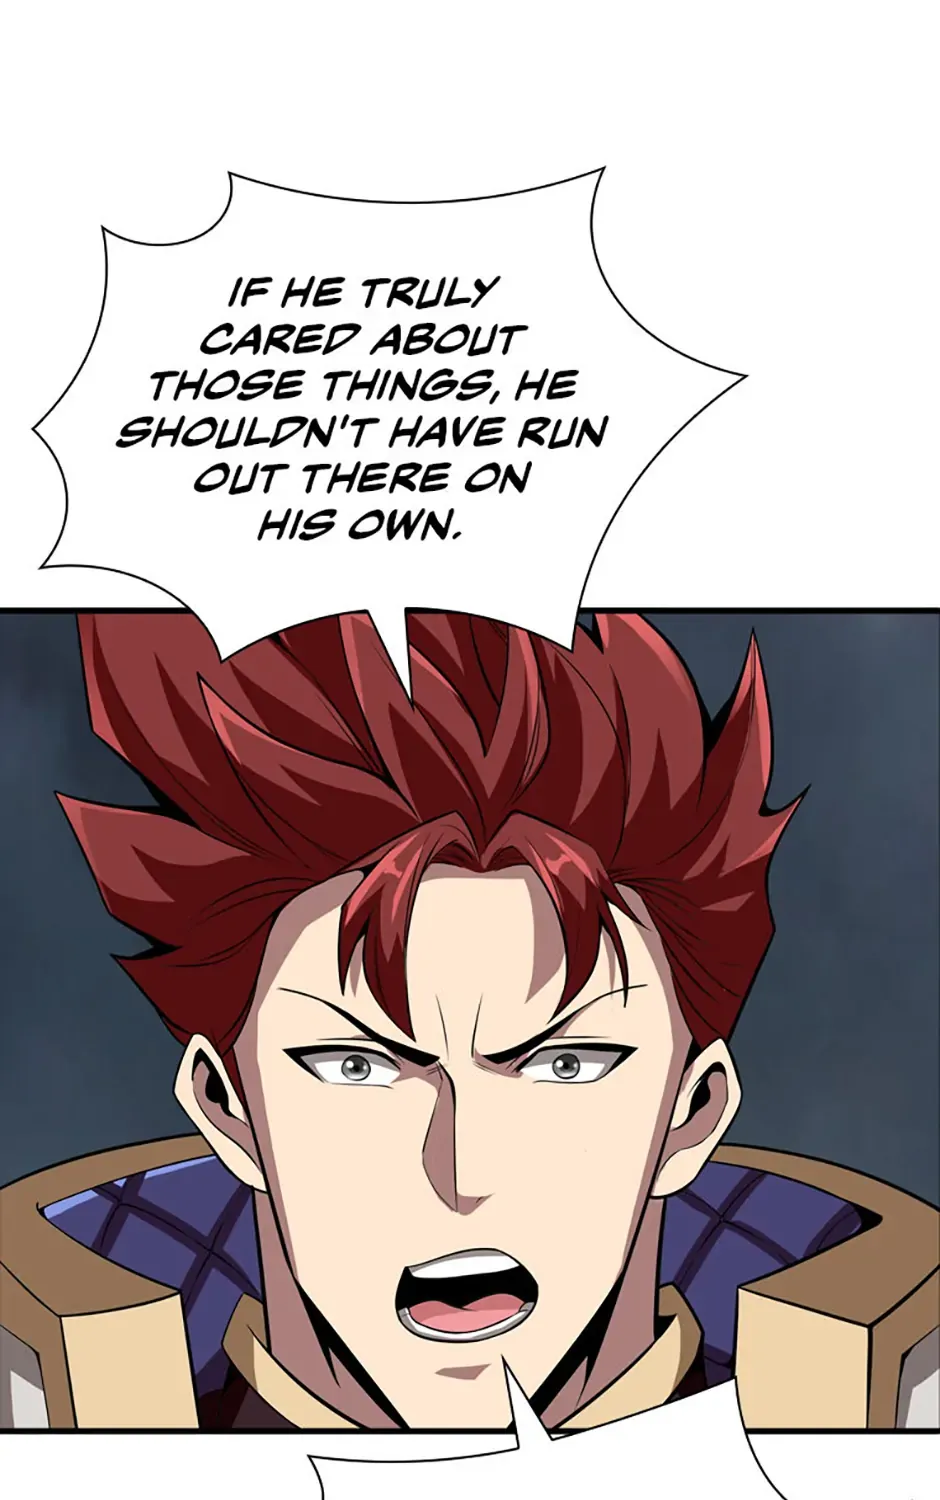 IF HE TRULY
CARED ABOUT
THOSE THINGS, HE
SHOULDN'T HAVE RUN
OUT THERE ON
HIS OWN.